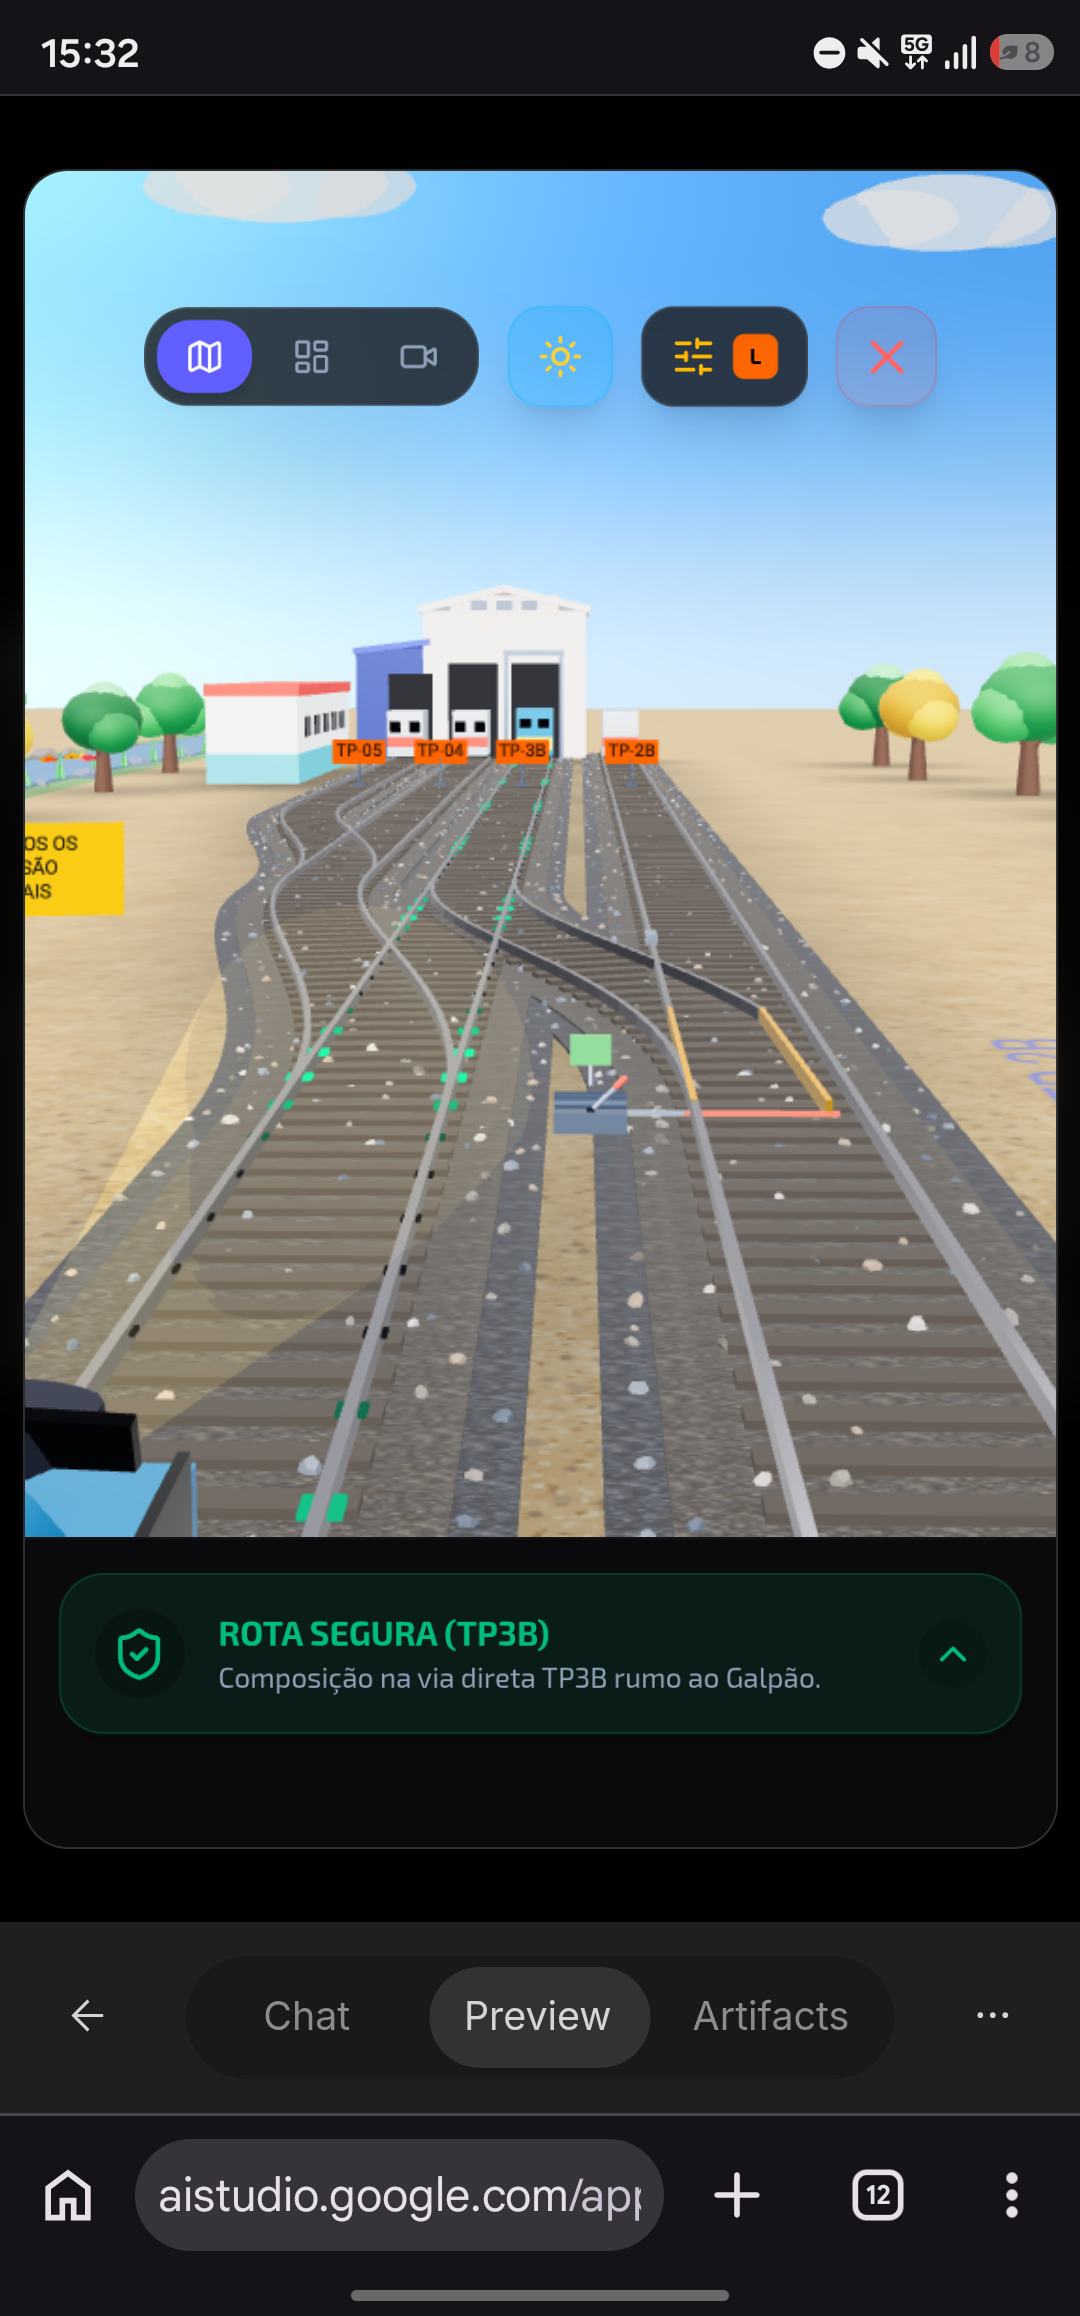 15:32
5G
8
L
TP-05
TP-04
TP-3B
TP-2B
OS OS
SÃO
AIS
ROTA SEGURA (TP3B)
Composição na via direta TP3B rumo ao Galpão.
Chat
Preview
Artifacts
aistudio.google.com/app
12